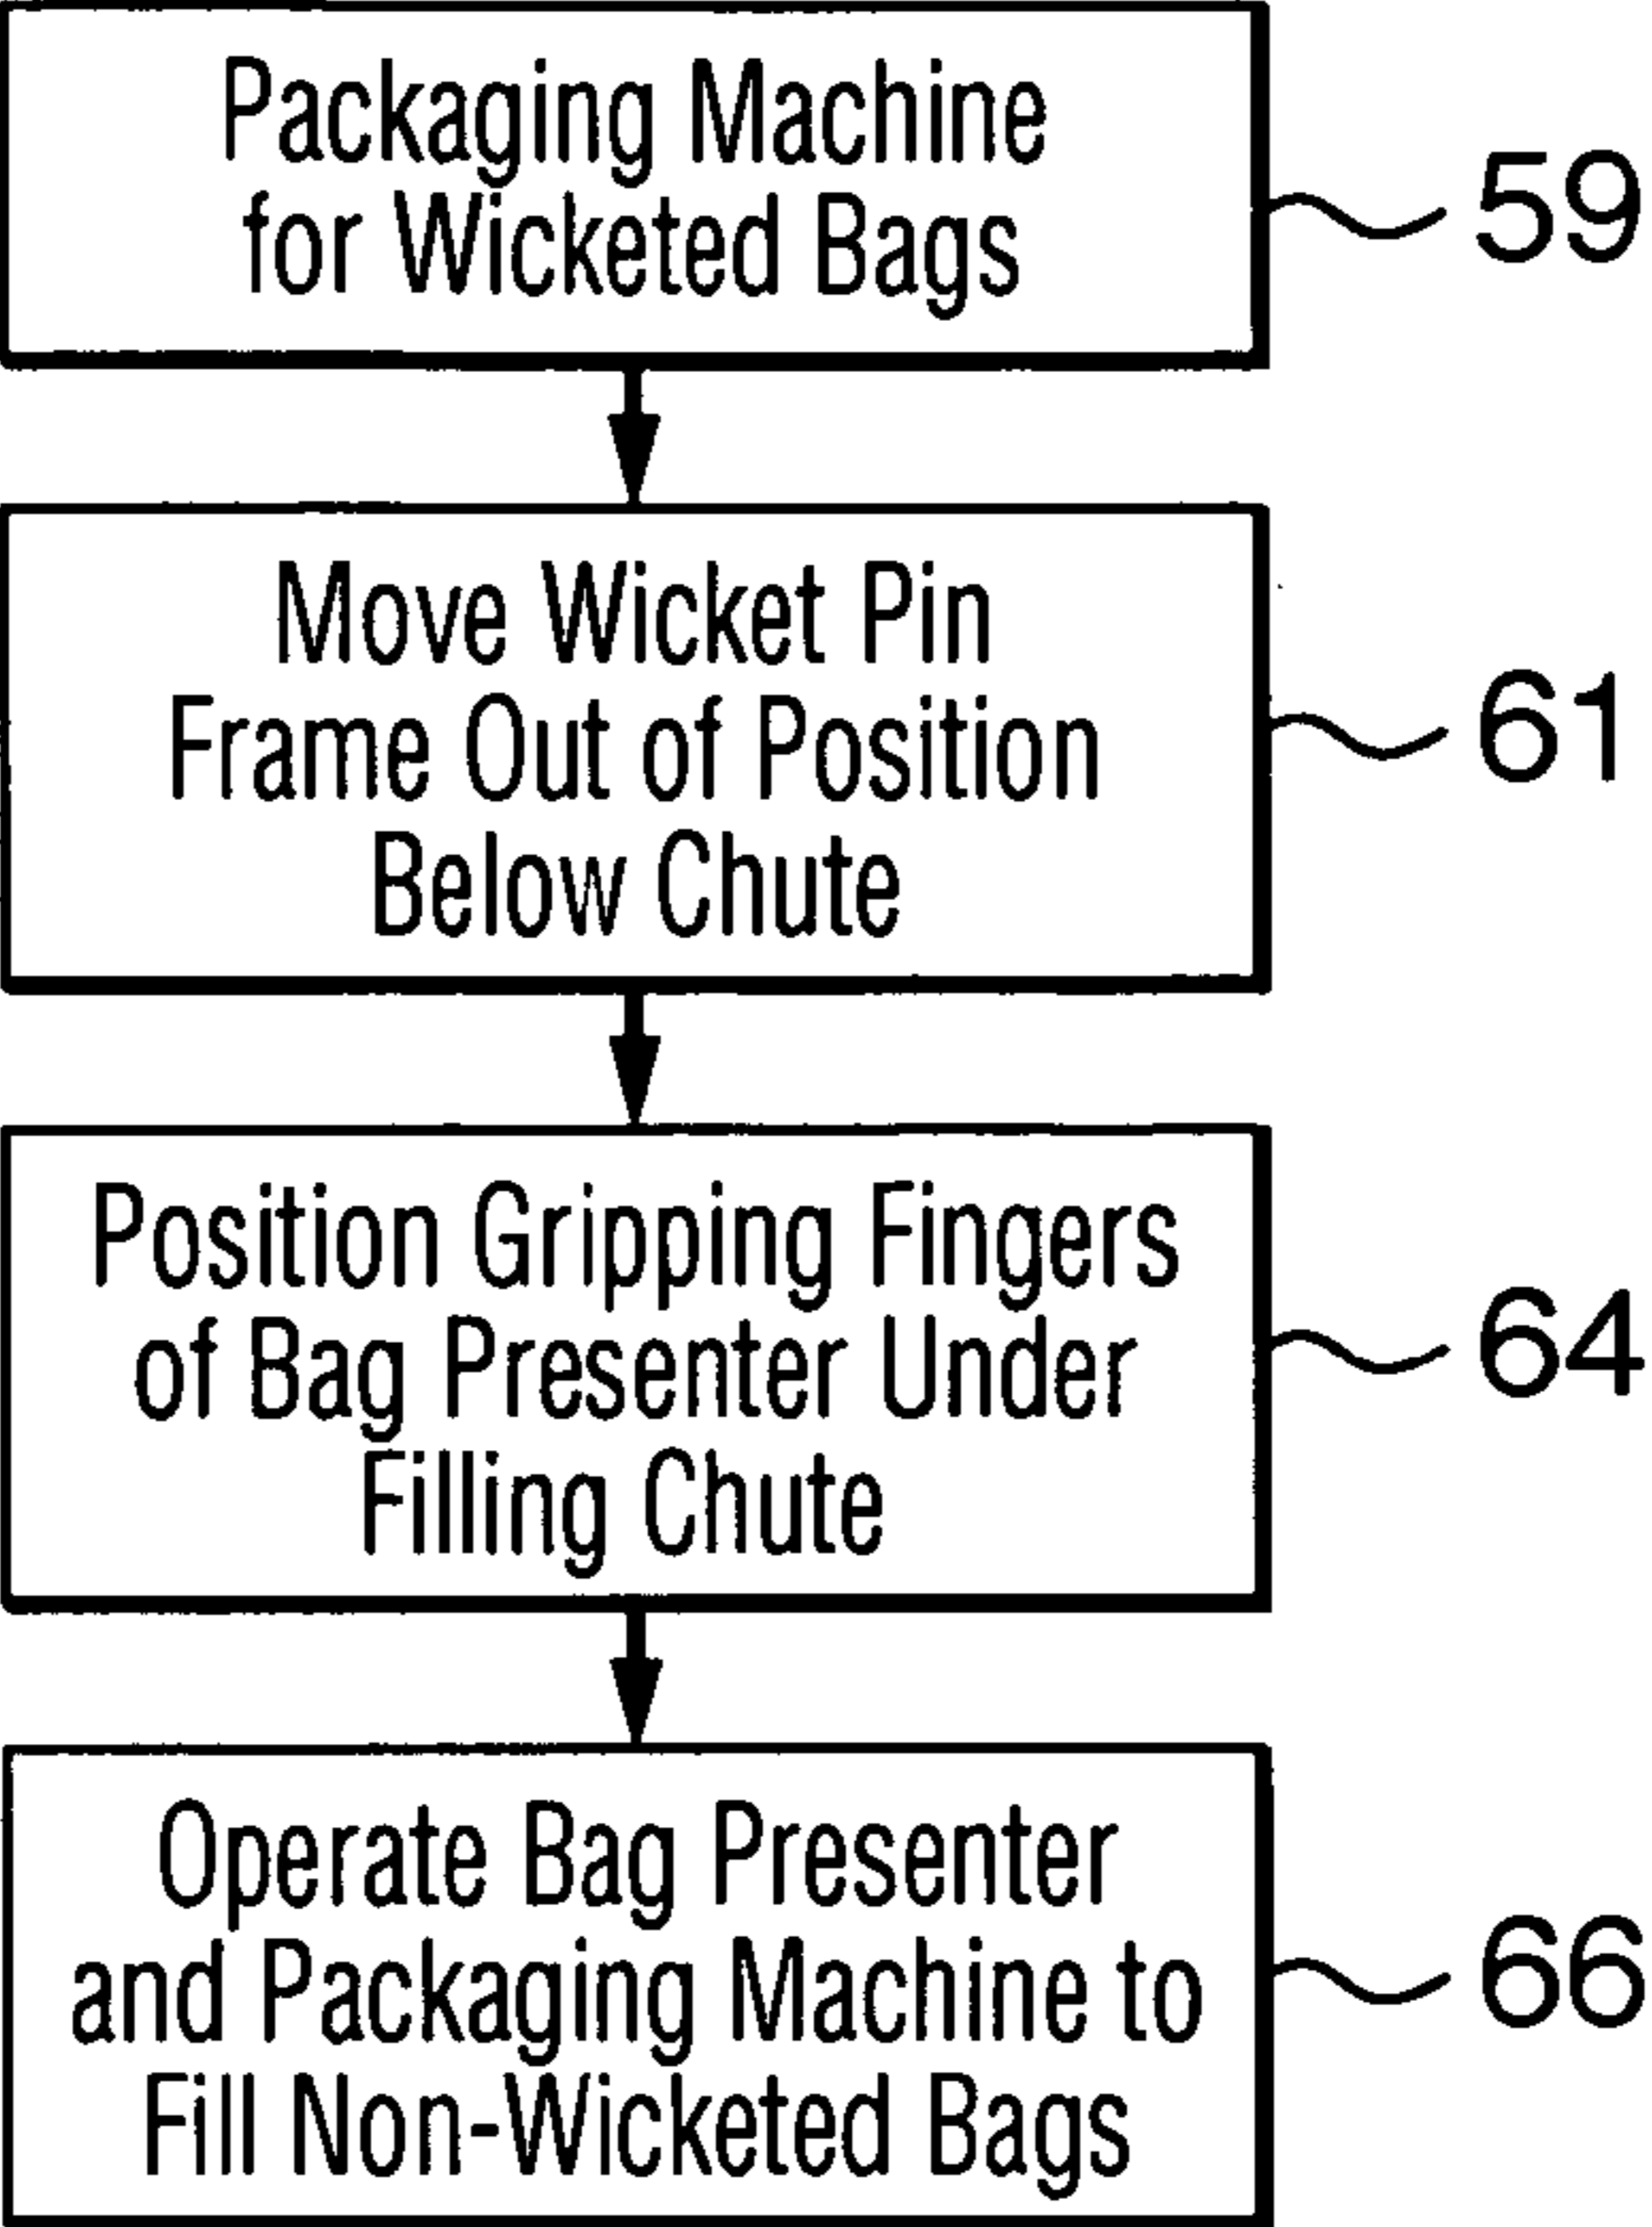 Packaging Machine
for Wicketed Bags
59
Move Wicket Pin
Frame Out of Position
Below Chute
61
Position Gripping Fingers
of Bag Presenter Under
Filling Chute
64
Operate Bag Presenter
and Packaging Machine to
Fill Non-Wicketed Bags
66